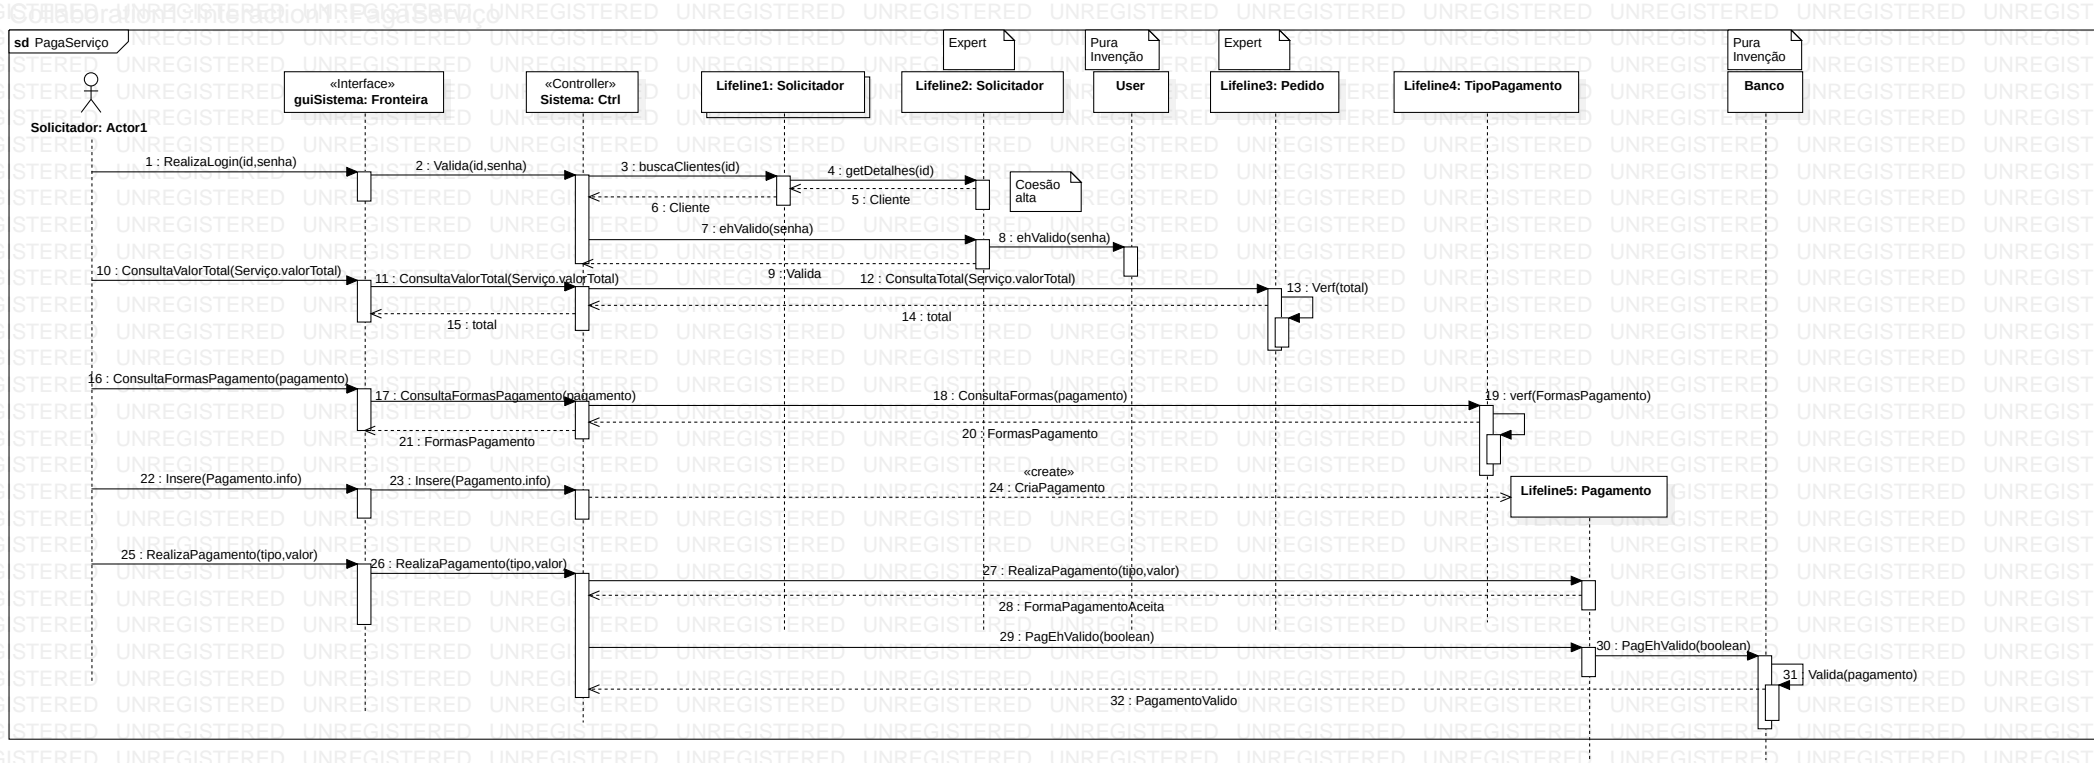 Collaboration1::Interaction1::PagaServiço
sd PagaServiço
Expert
Pura
Invenção
Expert
Pura
Invenção
Solicitador: Actor1
«Interface»
guiSistema: Fronteira
«Controller»
Sistema: Ctrl
Lifeline1: Solicitador
Lifeline2: Solicitador
User
Lifeline3: Pedido
Lifeline4: TipoPagamento
Banco
1 : RealizaLogin(id,senha)
2 : Valida(id,senha)
3 : buscaClientes(id)
4 : getDetalhes(id)
5 : Cliente
6 : Cliente
Coesão
alta
7 : ehValido(senha)
8 : ehValido(senha)
9 : Valida
10 : ConsultaValorTotal(Serviço.valorTotal)
11 : ConsultaValorTotal(Serviço.valorTotal)
12 : ConsultaTotal(Serviço.valorTotal)
13 : Verf(total)
14 : total
15 : total
16 : ConsultaFormasPagamento(pagamento)
17 : ConsultaFormasPagamento(pagamento)
18 : ConsultaFormas(pagamento)
19 : verf(FormasPagamento)
20 : FormasPagamento
21 : FormasPagamento
22 : Insere(Pagamento.info)
23 : Insere(Pagamento.info)
«create»
24 : CriaPagamento
Lifeline5: Pagamento
25 : RealizaPagamento(tipo,valor)
26 : RealizaPagamento(tipo,valor)
27 : RealizaPagamento(tipo,valor)
28 : FormaPagamentoAceita
29 : PagEhValido(boolean)
30 : PagEhValido(boolean)
31 : Valida(pagamento)
32 : PagamentoValido
UNREGISTERED